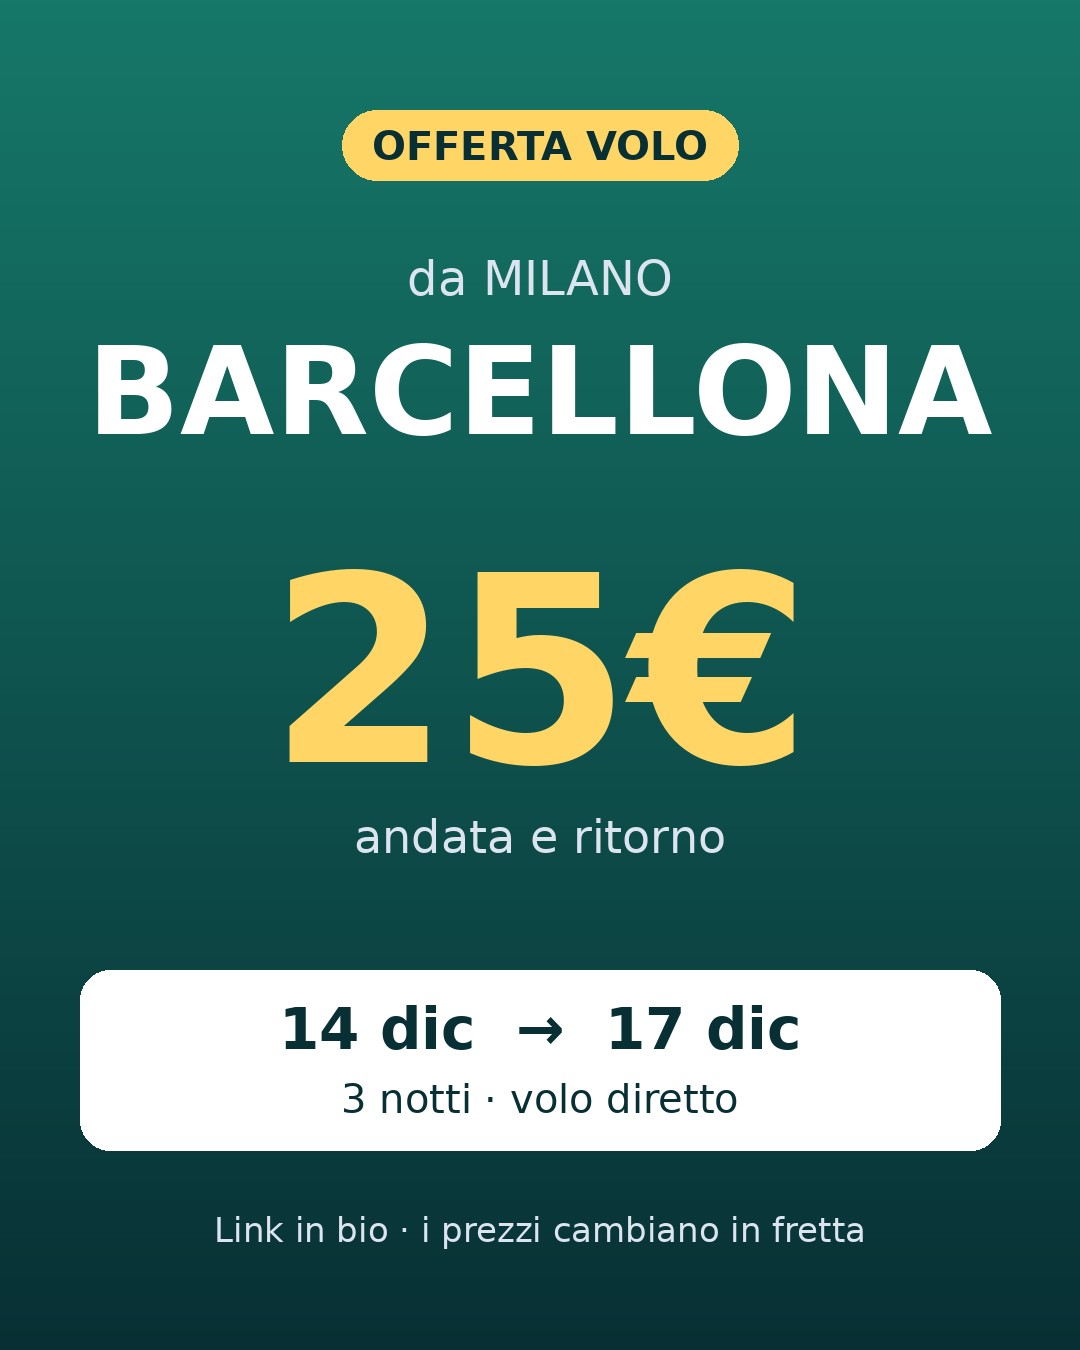 OFFERTA VOLO
da MILANO
BARCELLONA
25€
andata e ritorno
14 dic → 17 dic
3 notti · volo diretto
Link in bio · i prezzi cambiano in fretta